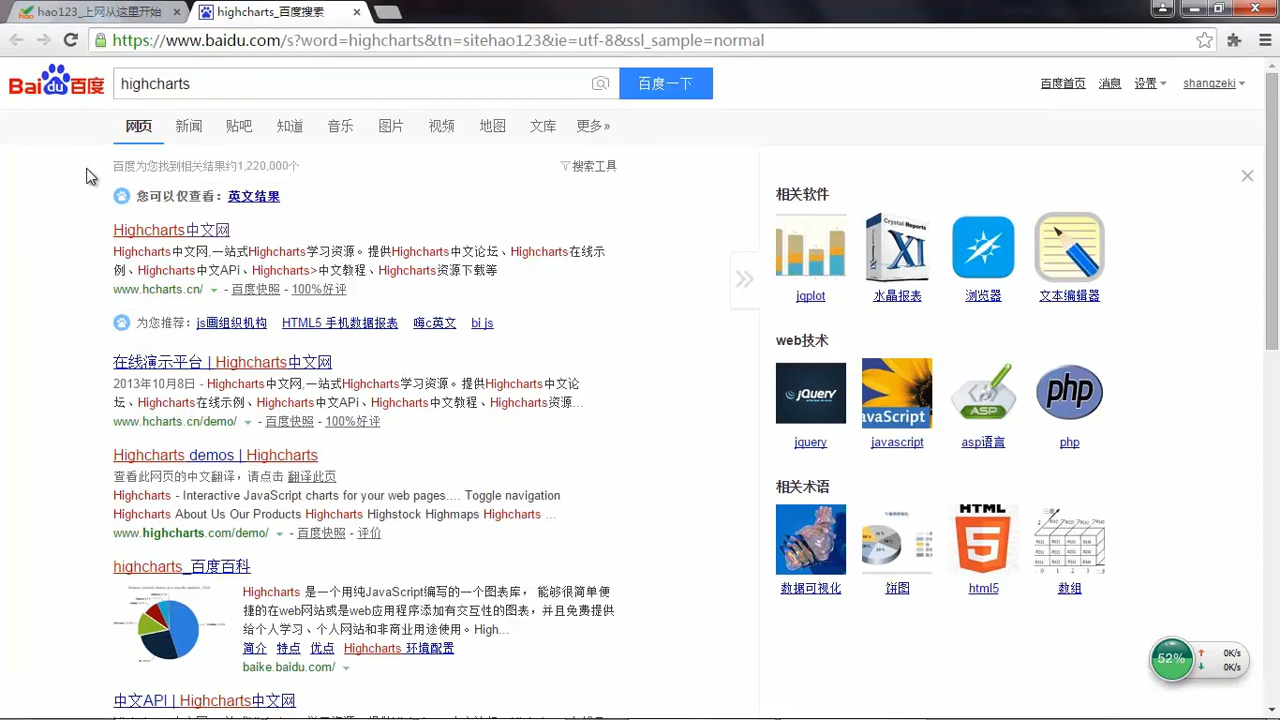 hao123_上网从这里开始
highcharts_百度搜索
https://www.baidu.com/s?word=highcharts&tn=sitehao123&ie=utf-8&ssl_sample=normal
Bai du 百度
highcharts
百度一下
百度首页 消息 设置 shangzeki
网页 新闻 贴吧 知道 音乐 图片 视频 地图 文库 更多»
百度为您找到相关结果约1,220,000个
搜索工具
您可以仅查看：英文结果
Highcharts中文网
Highcharts中文网,一站式Highcharts学习资源。提供Highcharts中文论坛、Highcharts在线示
例、Highcharts中文APi、Highcharts>中文教程、Highcharts资源下载等
www.hcharts.cn/ - 百度快照 - 100%好评
为您推荐： js画组织机构 HTML5 手机数据报表 嗨c英文 bi js
在线演示平台 | Highcharts中文网
2013年10月8日 - Highcharts中文网,一站式Highcharts学习资源。提供Highcharts中文论
坛、Highcharts在线示例、Highcharts中文APi、Highcharts中文教程、Highcharts资源...
www.hcharts.cn/demo/ - 百度快照 - 100%好评
Highcharts demos | Highcharts
查看此网页的中文翻译，请点击 翻译此页
Highcharts - Interactive JavaScript charts for your web pages.... Toggle navigation
Highcharts About Us Our Products Highcharts Highstock Highmaps Highcharts ...
www.highcharts.com/demo/ - 百度快照 - 评价
highcharts_百度百科
Highcharts 是一个用纯JavaScript编写的一个图表库， 能够很简单便
捷的在web网站或是web应用程序添加有交互性的图表，并且免费提供
给个人学习、个人网站和非商业用途使用。High...
简介 特点 优点 Highcharts 环境配置
baike.baidu.com/
中文API | Highcharts中文网
相关软件
Crystal Reports
XI
jqplot 水晶报表 浏览器 文本编辑器
web技术
jQuery
JavaScript
ASP
php
jquery javascript asp语言 php
相关术语
HTML
5
数据可视化 饼图 html5 数组
52%
0K/s
0K/s